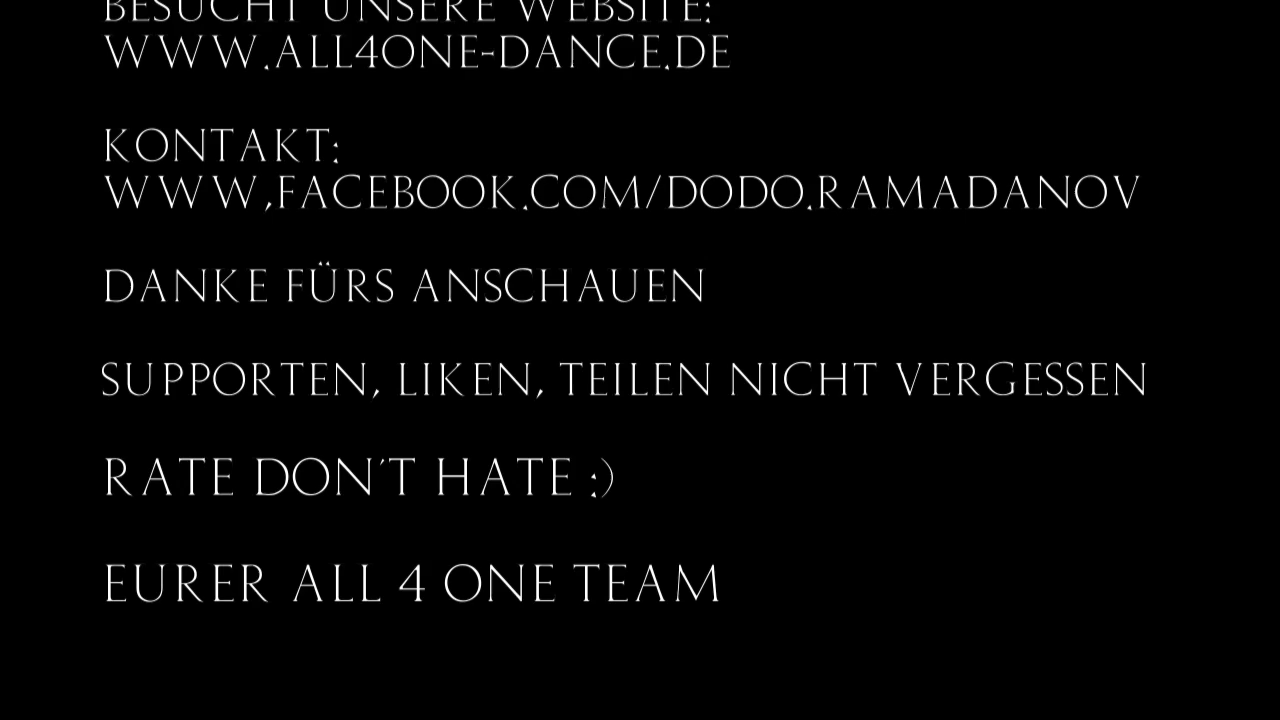 BESUCHT UNSERE WEBSITE:
WWW.ALL4ONE-DANCE.DE
KONTAKT:
WWW,FACEBOOK.COM/DODO.RAMADANOV
DANKE FÜRS ANSCHAUEN
SUPPORTEN, LIKEN, TEILEN NICHT VERGESSEN
RATE DON'T HATE :)
EURER ALL 4 ONE TEAM